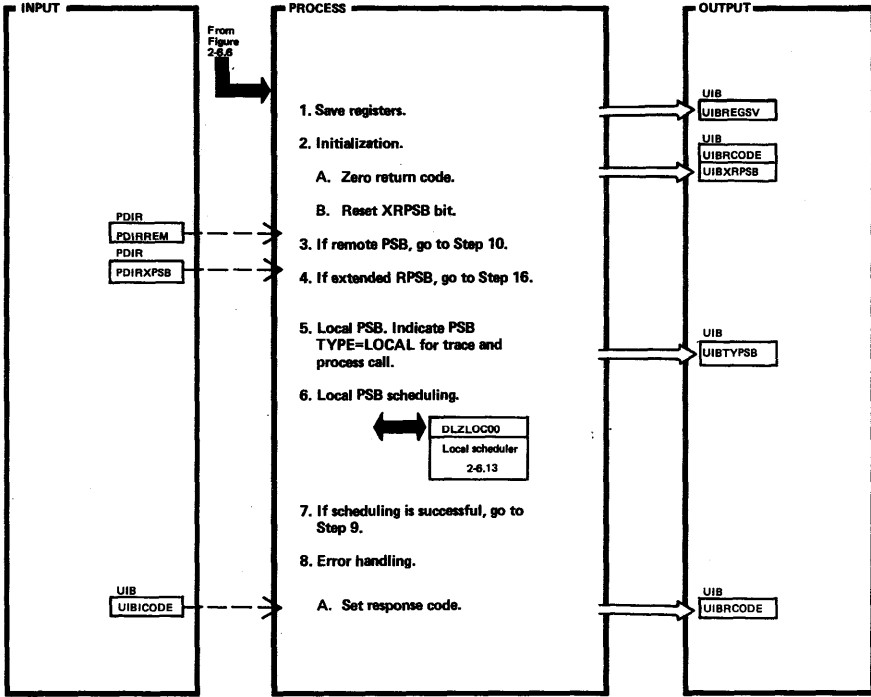 INPUT
PROCESS
OUTPUT
From
Figure
2-6.6
1. Save registers.
UIB
UIBREGSV
2. Initialization.
UIB
UIBRCODE
UIBXRPSB
A. Zero return code.
B. Reset XRPSB bit.
PDIR
PDIRREM
3. If remote PSB, go to Step 10.
PDIR
PDIRXPSB
4. If extended RPSB, go to Step 16.
5. Local PSB. Indicate PSB
TYPE=LOCAL for trace and
process call.
UIB
UIBTYPSB
6. Local PSB scheduling.
DLZLOC00
Local scheduler
2-6.13
7. If scheduling is successful, go to
Step 9.
8. Error handling.
UIB
UIBICODE
A. Set response code.
UIB
UIBRCODE